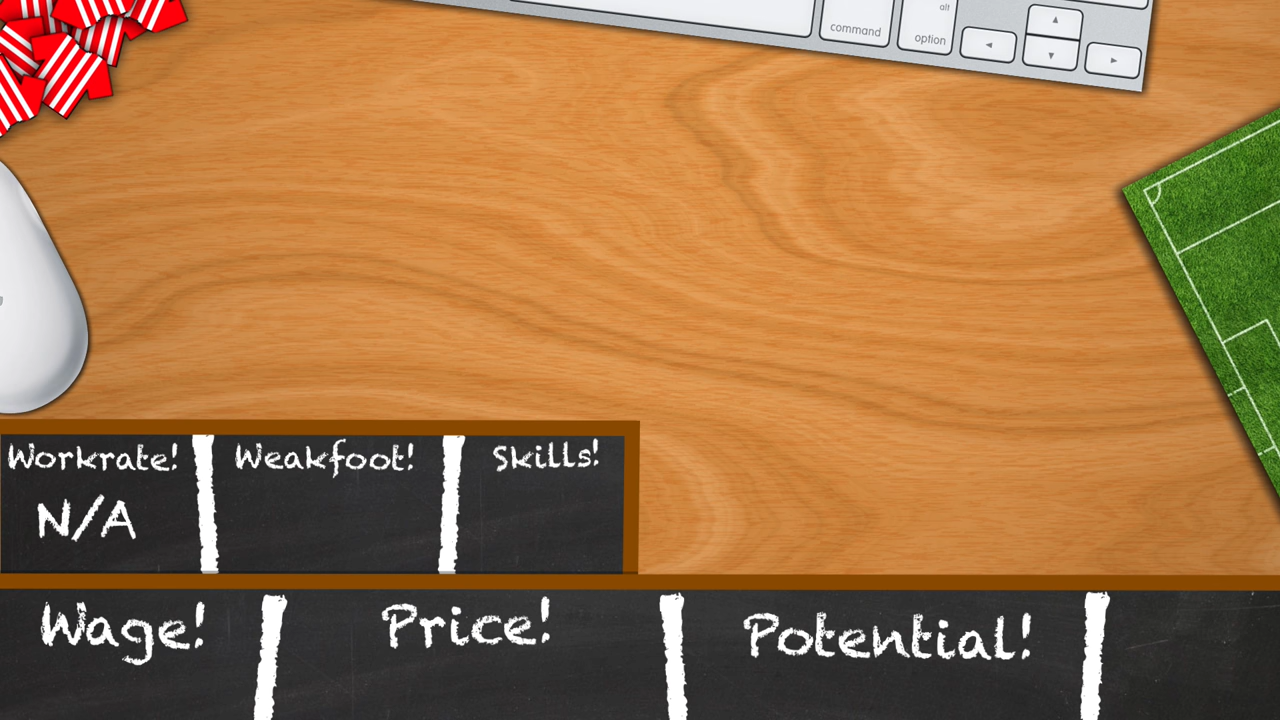 alt
command
option
Workrate! Weakfoot! Skills!
N/A
Wage! Price! Potential!